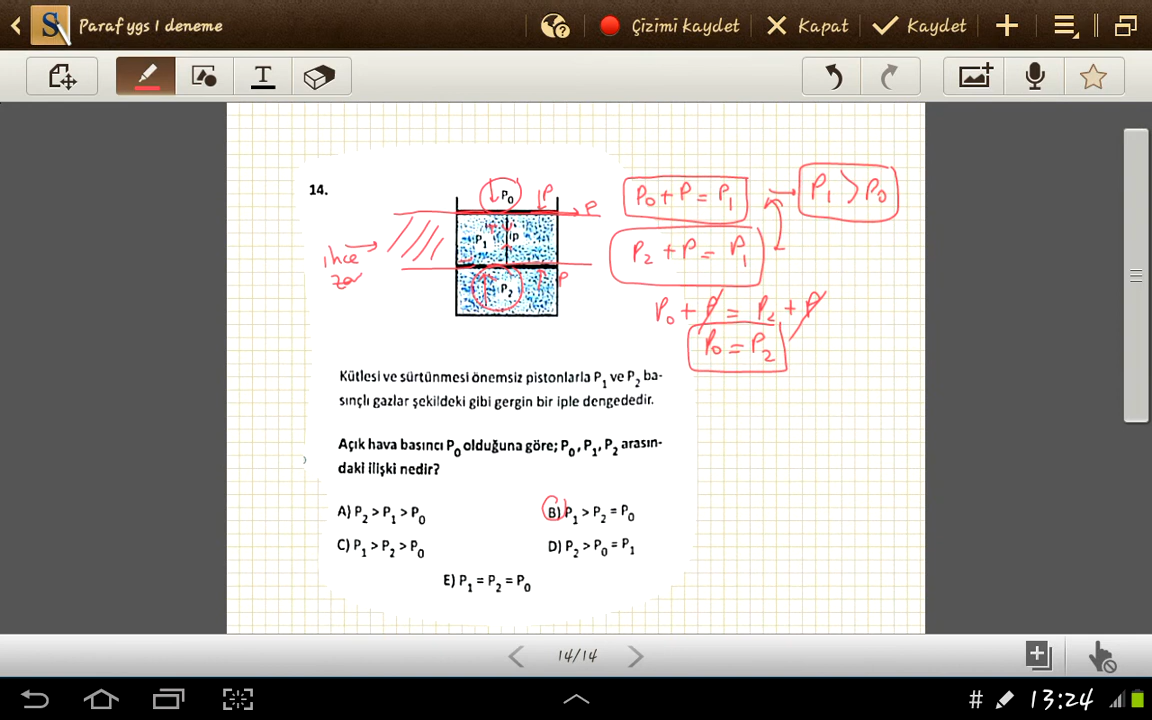 Paraf ygs 1 deneme
Çizimi kaydet
Kapat
Kaydet
14.
P0
P
P
P0 + P = P1
P1 > P0
P1
ip
P2 + P = P1
ince
P2
P
P0 + P = P2 + P
P0 = P2
Kütlesi ve sürtünmesi önemsiz pistonlarla P1 ve P2 ba-
sınçlı gazlar şekildeki gibi gergin bir iple dengededir.
Açık hava basıncı P0 olduğuna göre; P0, P1, P2 arasın-
daki ilişki nedir?
A) P2 > P1 > P0
B) P1 > P2 = P0
C) P1 > P2 > P0
D) P2 > P0 = P1
E) P1 = P2 = P0
14/14
# 13:24